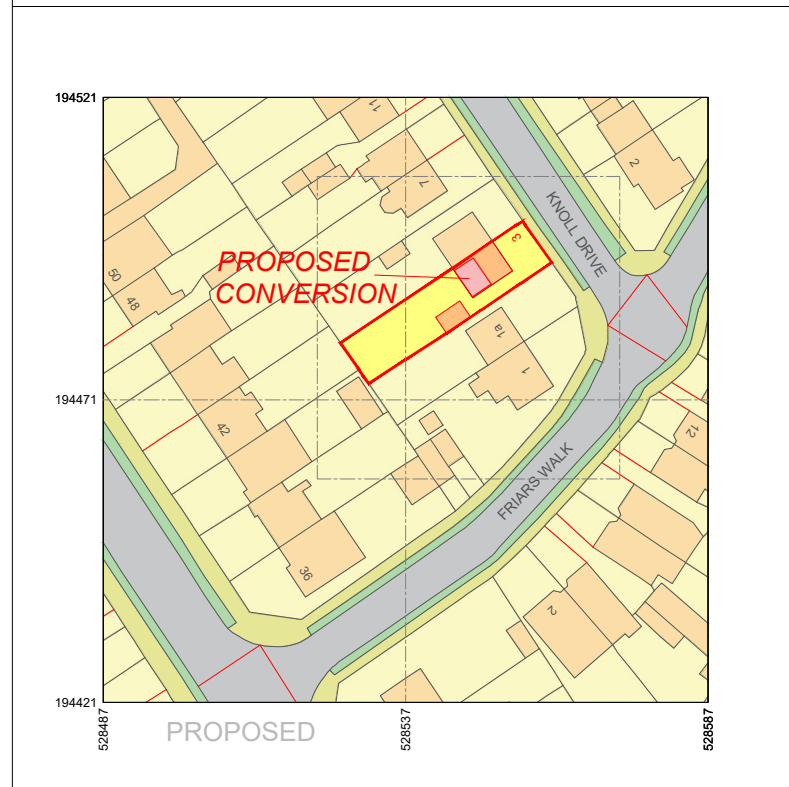 194521
11
2
7
KNOLL DRIVE
3
PROPOSED
CONVERSION
50
48
1a
1
194471
42
12
FRIARS WALK
36
2
194421
528487
528537
528587
PROPOSED